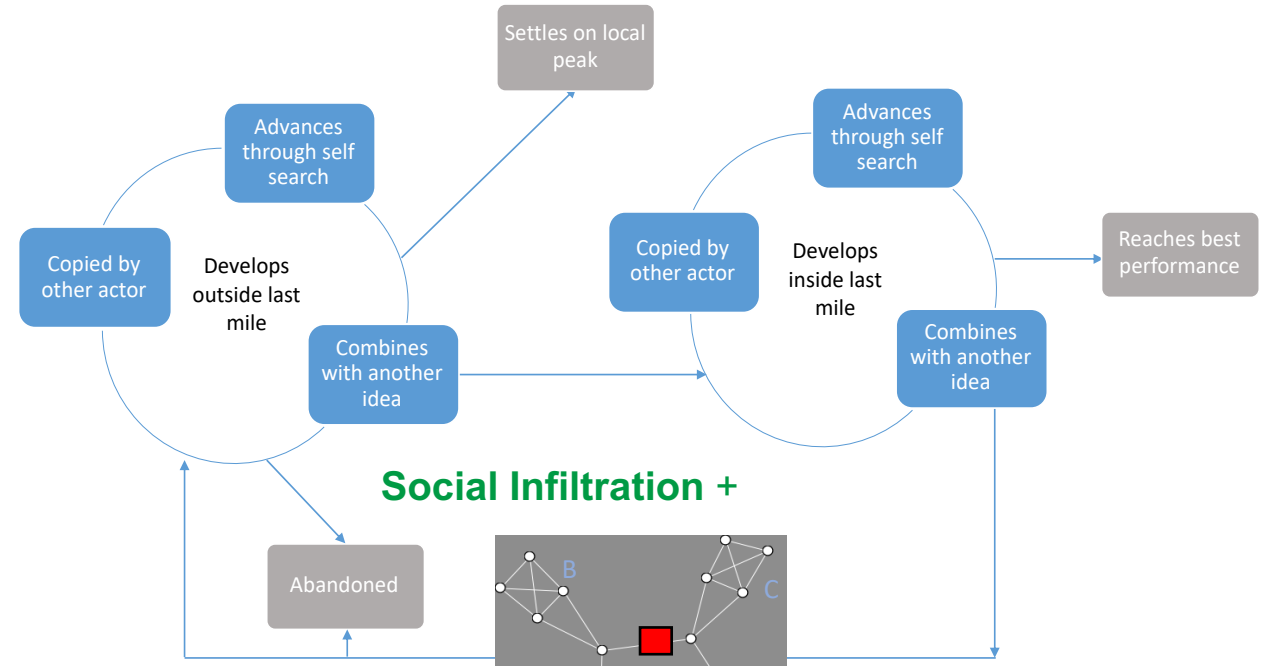 Settles on local
peak
Advances
through self
search
Copied by
other actor
Develops
outside last
mile
Combines
with another
idea
Advances
through self
search
Copied by
other actor
Develops
inside last
mile
Reaches best
performance
Combines
with another
idea
Social Infiltration +
Abandoned
B
C